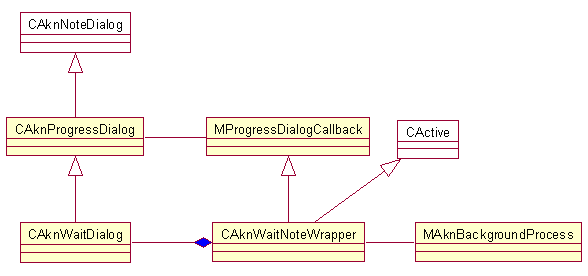 CAknNoteDialog
CAknProgressDialog
MProgressDialogCallback
CActive
CAknWaitDialog
CAknWaitNoteWrapper
MAknBackgroundProcess